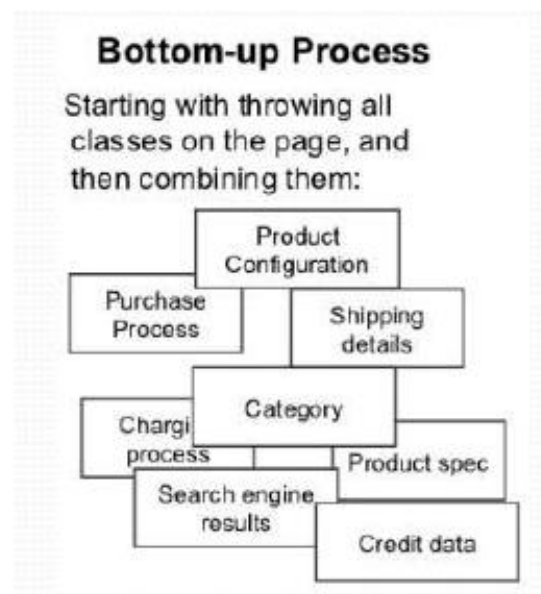 Bottom-up Process
Starting with throwing all
classes on the page, and
then combining them:
Product
Configuration
Purchase
Process
Shipping
details
Category
Chargi
process
Product spec
Search engine
results
Credit data